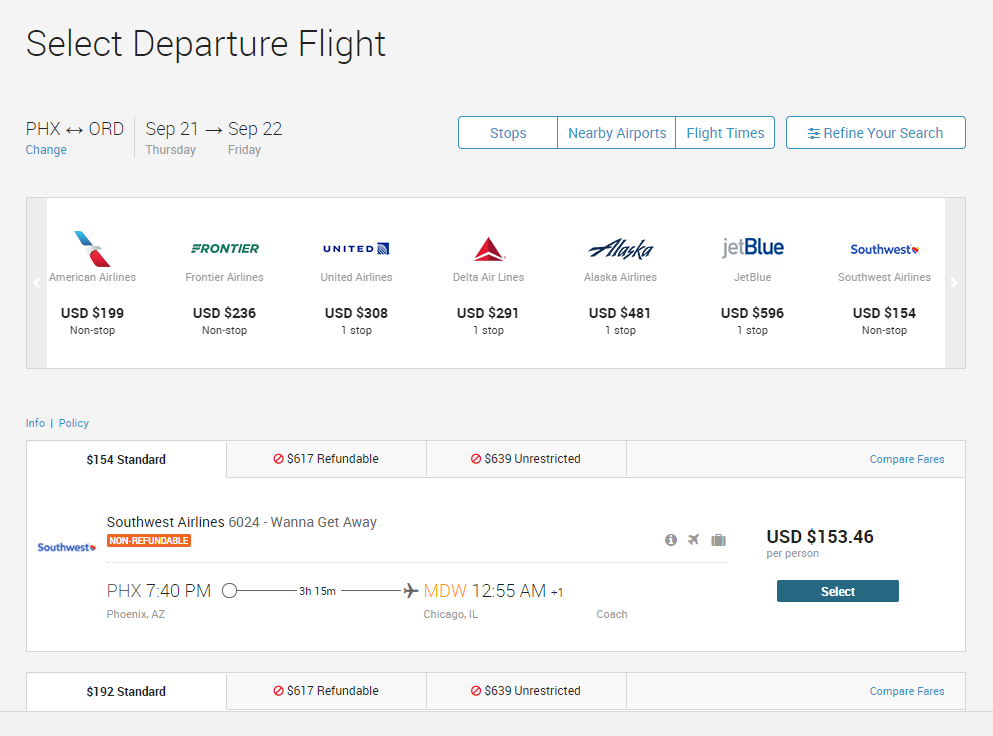 Select Departure Flight
PHX ↔ ORD Sep 21 → Sep 22
Change Thursday Friday
Stops Nearby Airports Flight Times Refine Your Search
FRONTIER UNITED Alaska jetBlue Southwest
American Airlines Frontier Airlines United Airlines Delta Air Lines Alaska Airlines JetBlue Southwest Airlines
USD $199 USD $236 USD $308 USD $291 USD $481 USD $596 USD $154
Non-stop Non-stop 1 stop 1 stop 1 stop 1 stop Non-stop
Info | Policy
$154 Standard $617 Refundable $639 Unrestricted Compare Fares
Southwest Airlines 6024 - Wanna Get Away
NON-REFUNDABLE
Southwest
USD $153.46
per person
PHX 7:40 PM 3h 15m MDW 12:55 AM +1
Phoenix, AZ Chicago, IL Coach
Select
$192 Standard $617 Refundable $639 Unrestricted Compare Fares